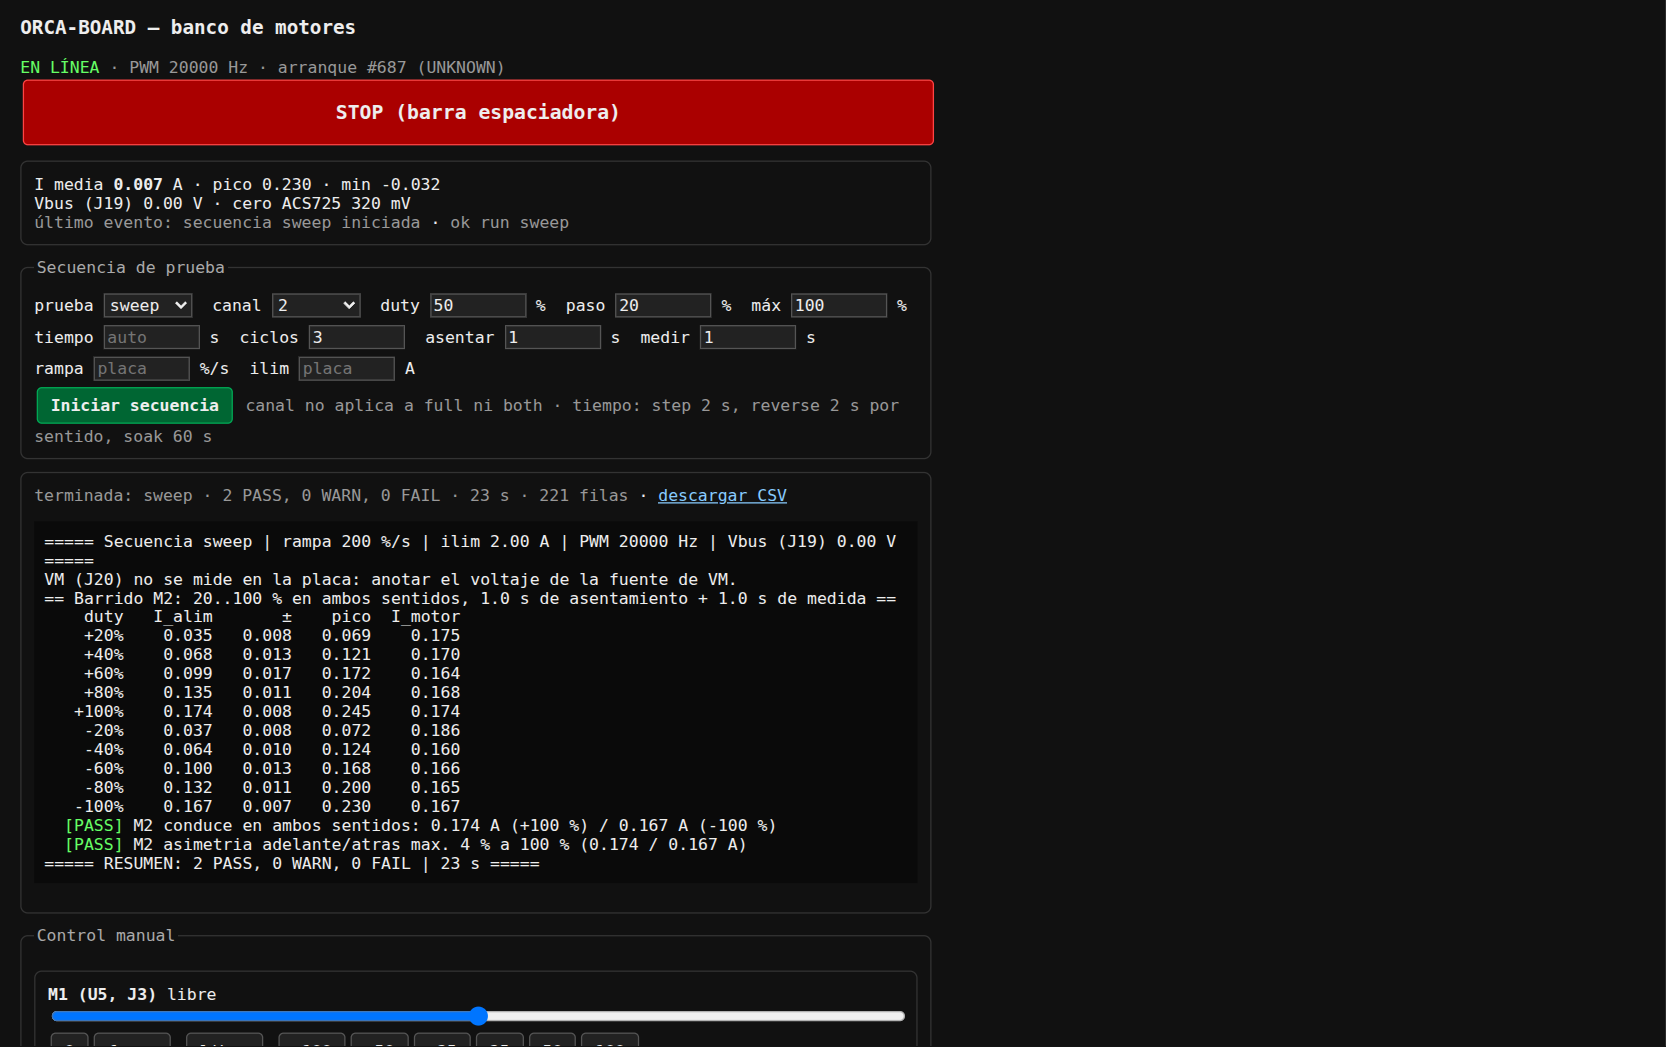 ORCA-BOARD — banco de motores
EN LÍNEA · PWM 20000 Hz · arranque #687 (UNKNOWN)
STOP (barra espaciadora)
I media 0.007 A · pico 0.230 · min -0.032
Vbus (J19) 0.00 V · cero ACS725 320 mV
último evento: secuencia sweep iniciada · ok run sweep
Secuencia de prueba
prueba sweep canal 2 duty 50 % paso 20 % máx 100 %
tiempo auto s ciclos 3 asentar 1 s medir 1 s
rampa placa %/s ilim placa A
Iniciar secuencia canal no aplica a full ni both · tiempo: step 2 s, reverse 2 s por
sentido, soak 60 s
terminada: sweep · 2 PASS, 0 WARN, 0 FAIL · 23 s · 221 filas · descargar CSV
===== Secuencia sweep | rampa 200 %/s | ilim 2.00 A | PWM 20000 Hz | Vbus (J19) 0.00 V
=====
VM (J20) no se mide en la placa: anotar el voltaje de la fuente de VM.
== Barrido M2: 20..100 % en ambos sentidos, 1.0 s de asentamiento + 1.0 s de medida ==
duty I_alim ± pico I_motor
+20% 0.035 0.008 0.069 0.175
+40% 0.068 0.013 0.121 0.170
+60% 0.099 0.017 0.172 0.164
+80% 0.135 0.011 0.204 0.168
+100% 0.174 0.008 0.245 0.174
-20% 0.037 0.008 0.072 0.186
-40% 0.064 0.010 0.124 0.160
-60% 0.100 0.013 0.168 0.166
-80% 0.132 0.011 0.200 0.165
-100% 0.167 0.007 0.230 0.167
[PASS] M2 conduce en ambos sentidos: 0.174 A (+100 %) / 0.167 A (-100 %)
[PASS] M2 asimetria adelante/atras max. 4 % a 100 % (0.174 / 0.167 A)
===== RESUMEN: 2 PASS, 0 WARN, 0 FAIL | 23 s =====
Control manual
M1 (U5, J3) libre